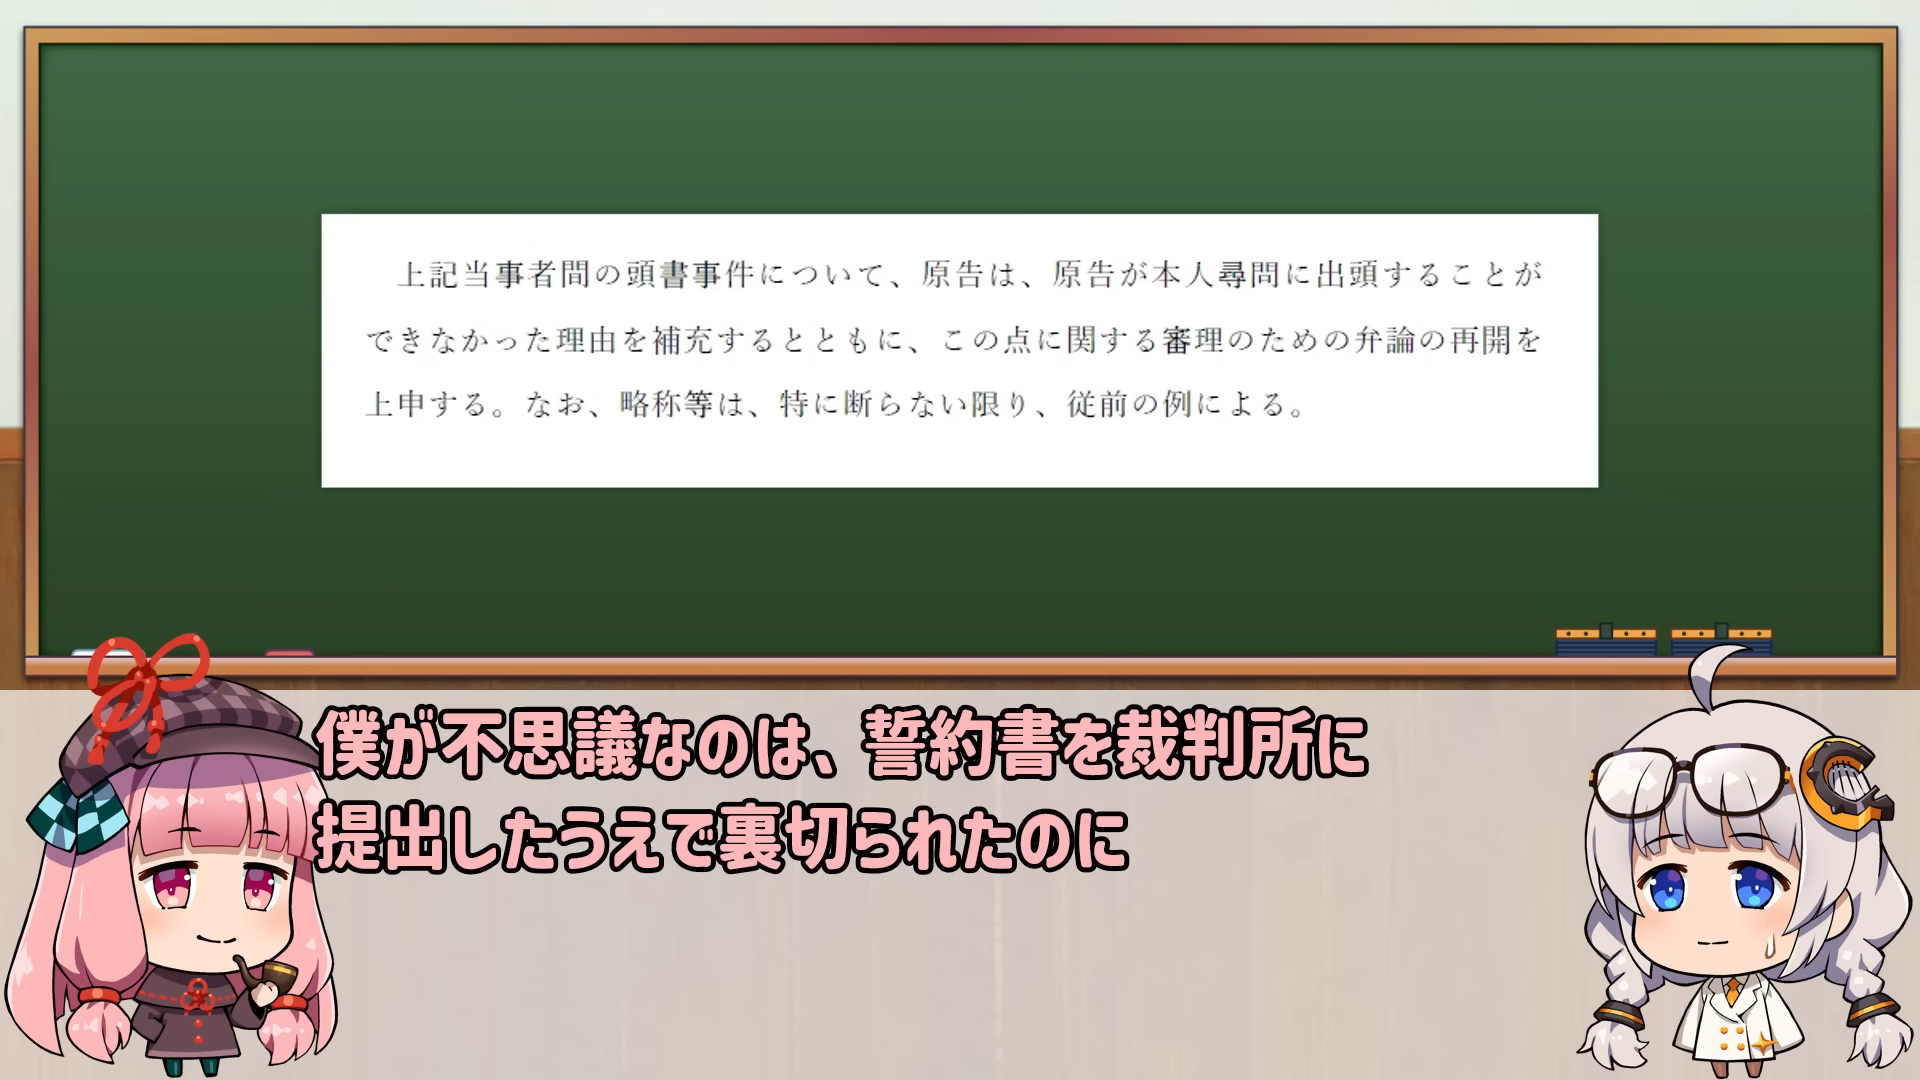 上記当事者間の頭書事件について、原告は、原告が本人尋問に出頭することが
できなかった理由を補充するとともに、この点に関する審理のための弁論の再開を
上申する。なお、略称等は、特に断らない限り、従前の例による。
僕が不思議なのは、誓約書を裁判所に
提出したうえで裏切られたのに